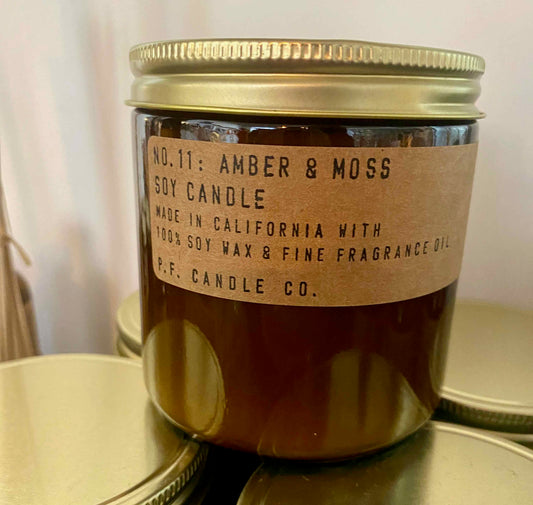 NO.11: AMBER & MOSS
SOY CANDLE
MADE IN CALIFORNIA WITH
100% SOY WAX & FINE FRAGRANCE OIL
P.F. CANDLE CO.